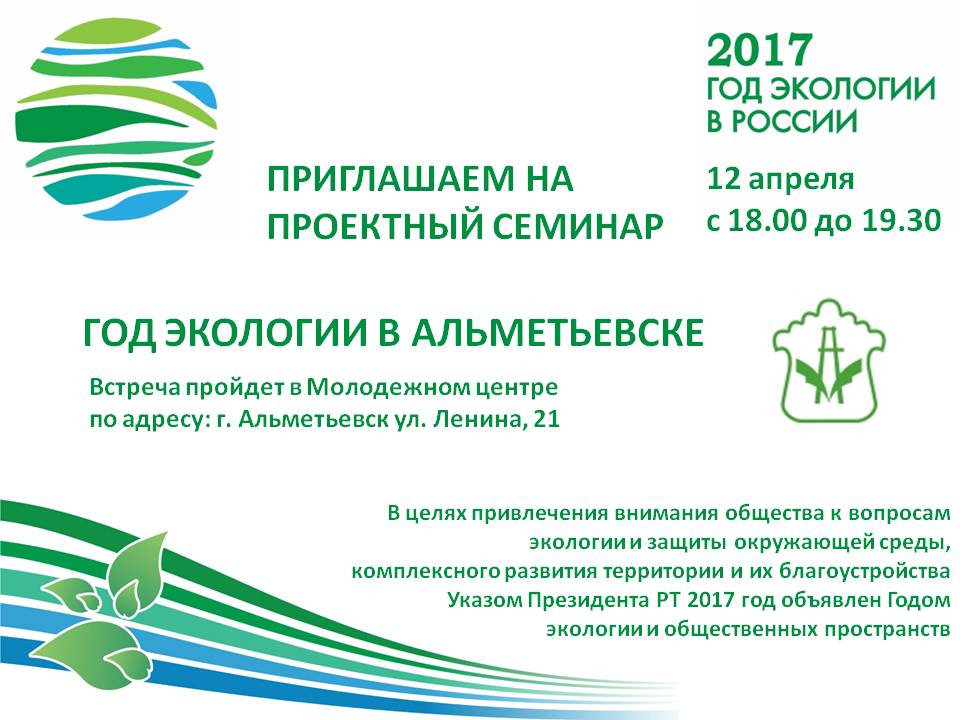 2017
ГОД ЭКОЛОГИИ
В РОССИИ
ПРИГЛАШАЕМ НА
ПРОЕКТНЫЙ СЕМИНАР
12 апреля
с 18.00 до 19.30
ГОД ЭКОЛОГИИ В АЛЬМЕТЬЕВСКЕ
Встреча пройдет в Молодежном центре
по адресу: г. Альметьевск ул. Ленина, 21
В целях привлечения внимания общества к вопросам
экологии и защиты окружающей среды,
комплексного развития территории и их благоустройства
Указом Президента РТ 2017 год объявлен Годом
экологии и общественных пространств